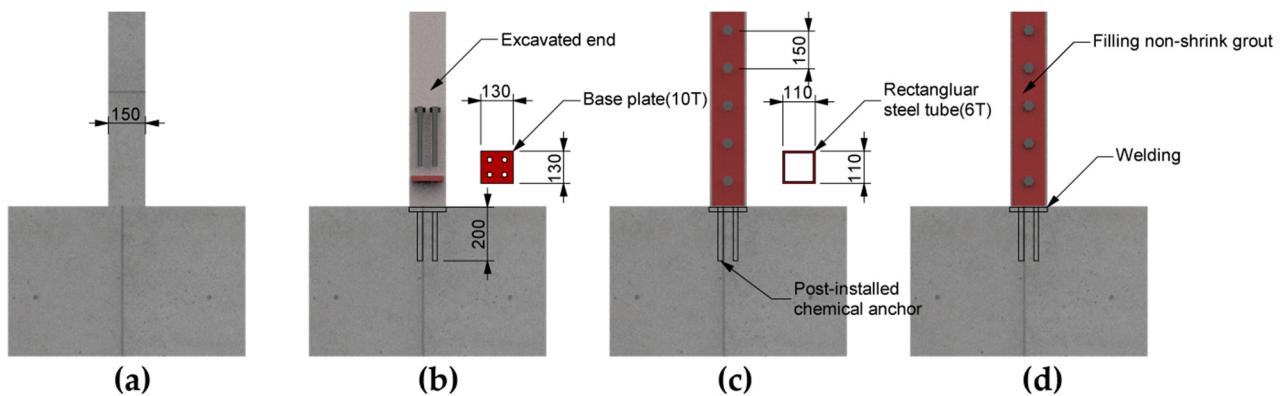 150
(a)
Excavated end
130
Base plate(10T)
130
200
(b)
150
110
Rectangluar
steel tube(6T)
110
Post-installed
chemical anchor
(c)
Filling non-shrink grout
Welding
(d)